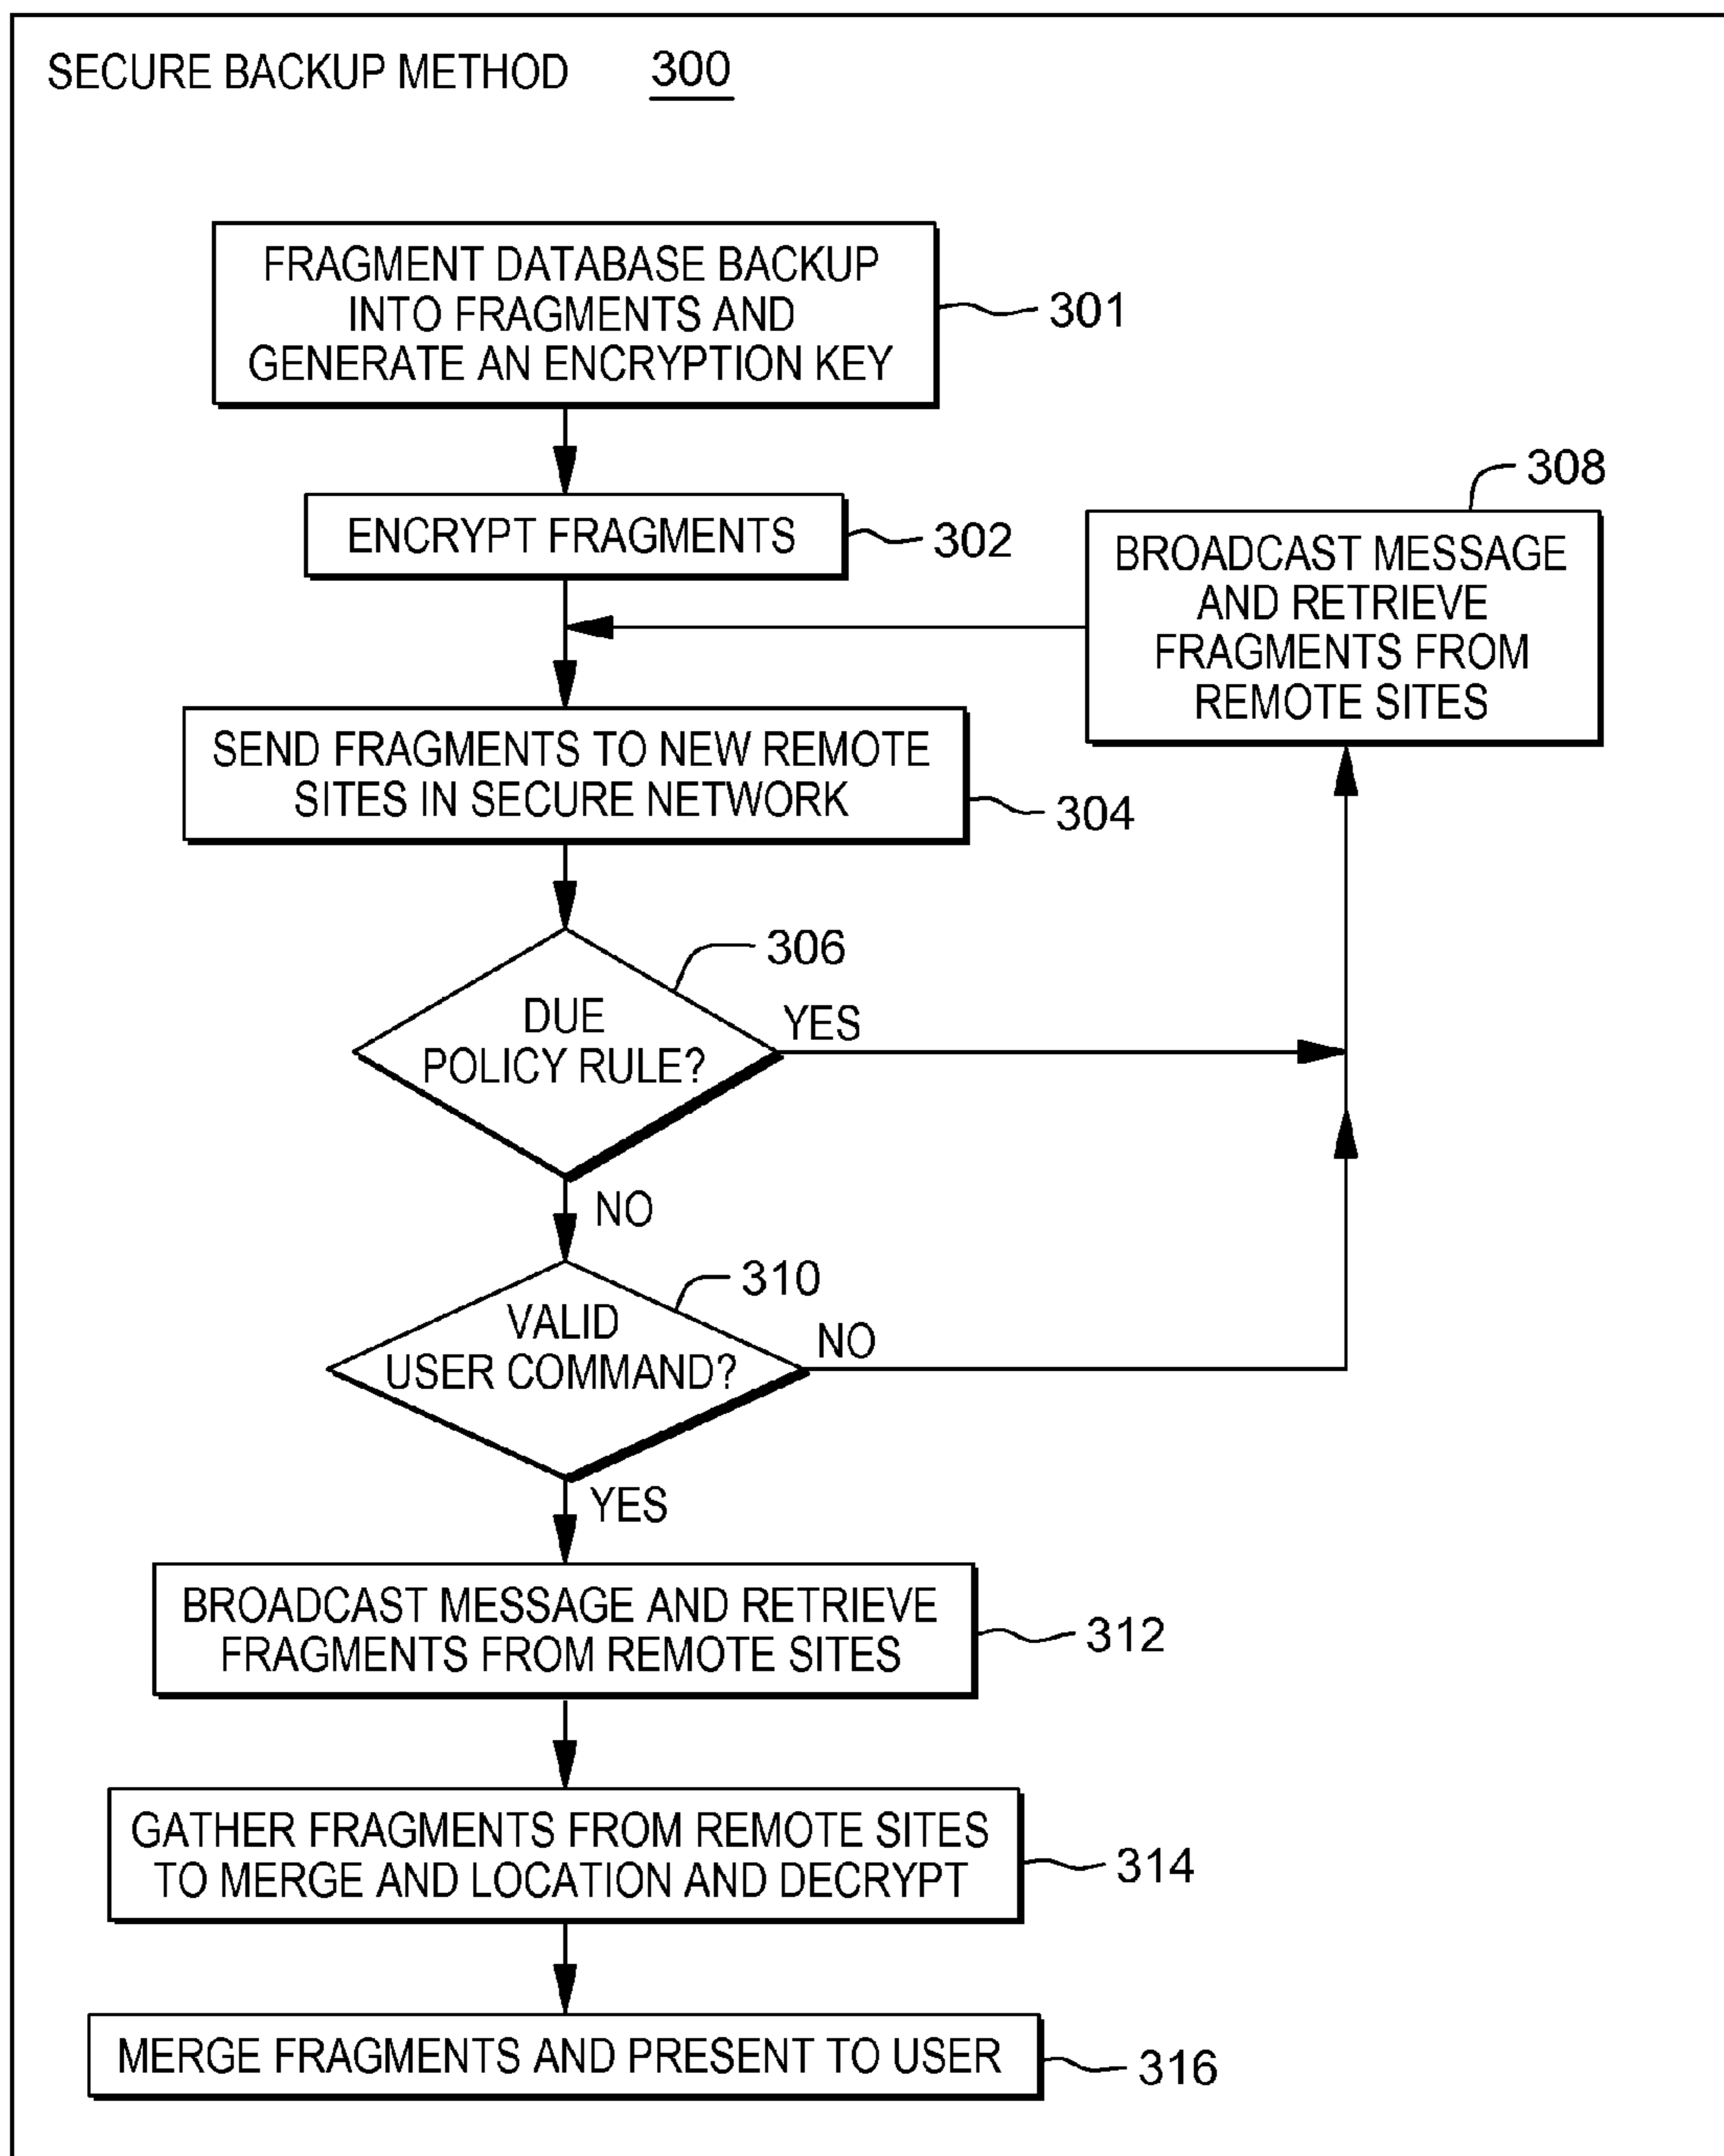 SECURE BACKUP METHOD 300
FRAGMENT DATABASE BACKUP
INTO FRAGMENTS AND
GENERATE AN ENCRYPTION KEY
301
ENCRYPT FRAGMENTS
302
308
BROADCAST MESSAGE
AND RETRIEVE
FRAGMENTS FROM
REMOTE SITES
SEND FRAGMENTS TO NEW REMOTE
SITES IN SECURE NETWORK
304
306
DUE
POLICY RULE?
YES
NO
310
VALID
USER COMMAND?
NO
YES
BROADCAST MESSAGE AND RETRIEVE
FRAGMENTS FROM REMOTE SITES
312
GATHER FRAGMENTS FROM REMOTE SITES
TO MERGE AND LOCATION AND DECRYPT
314
MERGE FRAGMENTS AND PRESENT TO USER
316